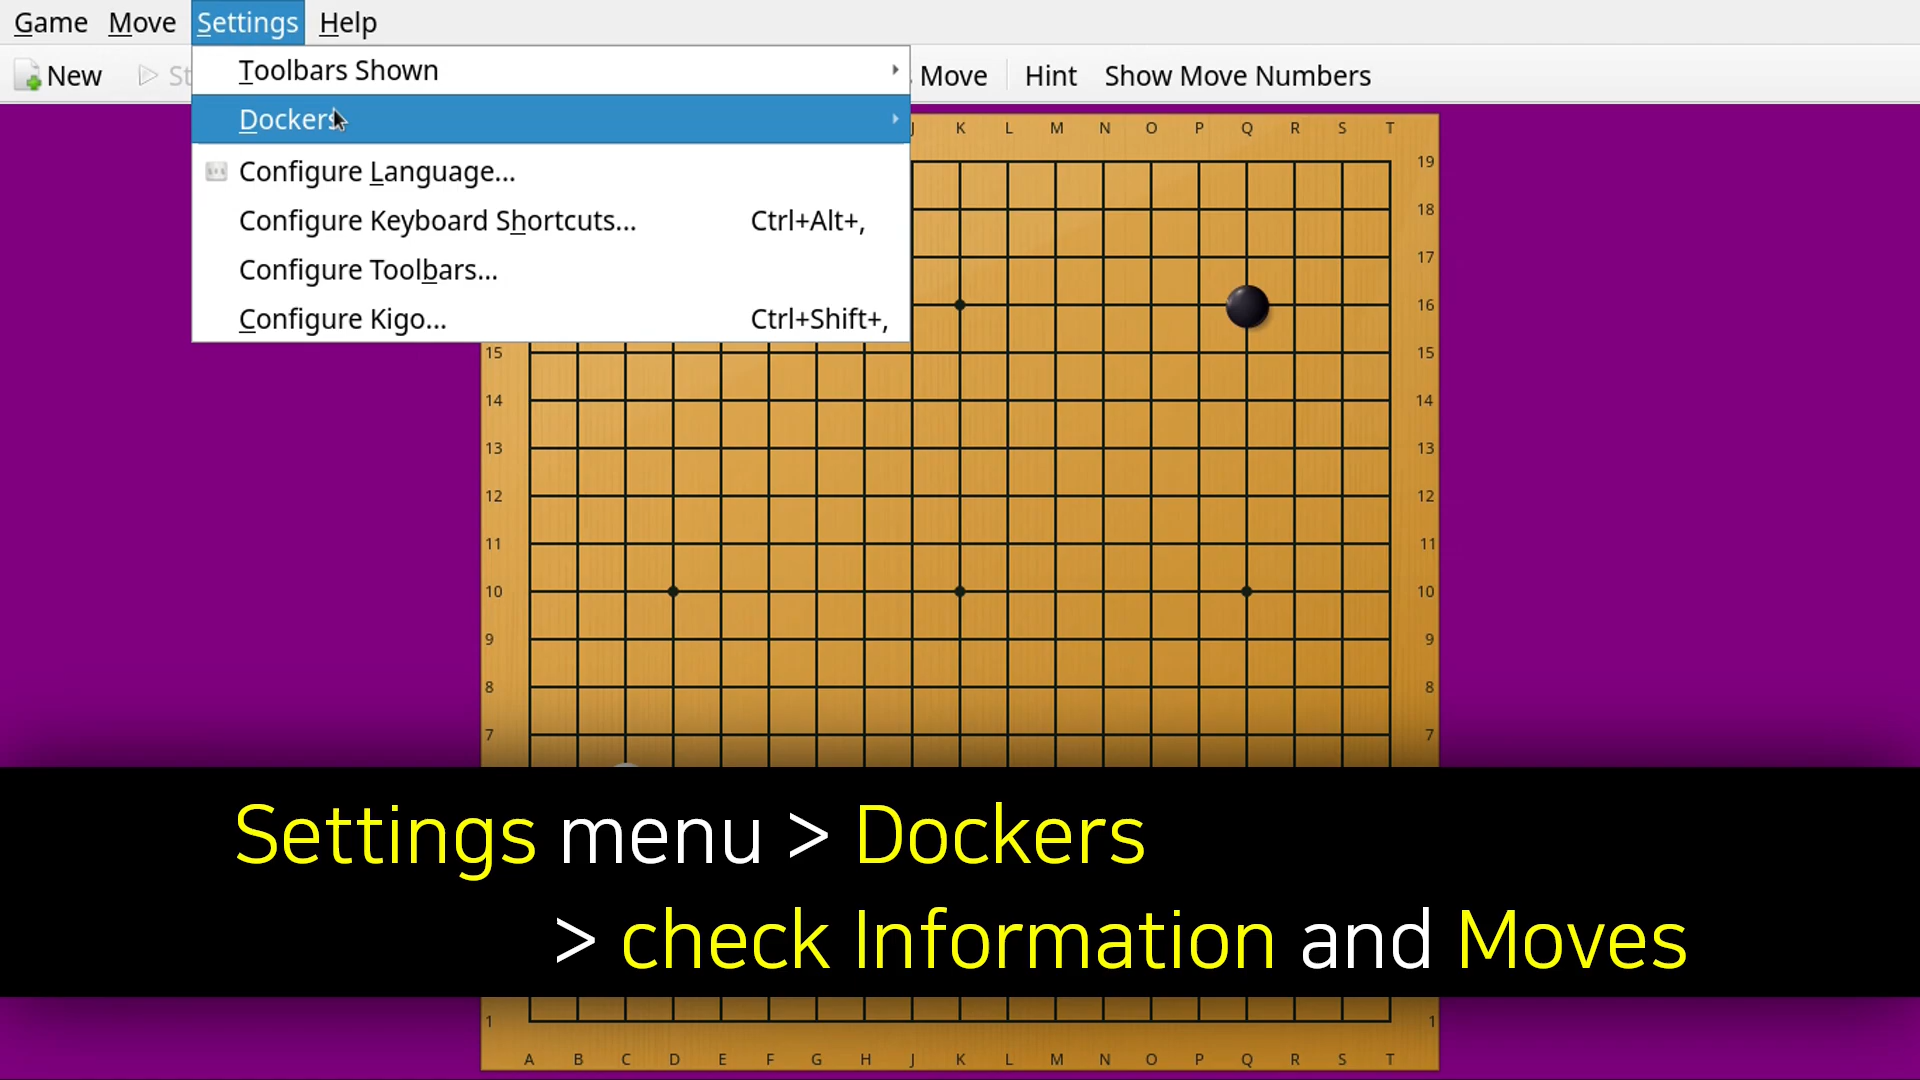 Game Move Settings Help
New St Move Hint Show Move Numbers
Toolbars Shown
Dockers
Configure Language...
Configure Keyboard Shortcuts... Ctrl+Alt+,
Configure Toolbars...
Configure Kigo... Ctrl+Shift+,
J K L M N O P Q R S T
19
18
17
16
15 15
14 14
13 13
12 12
11 11
10 10
9 9
8 8
7 7
Settings menu > Dockers
> check Information and Moves
1 1
A B C D E F G H J K L M N O P Q R S T